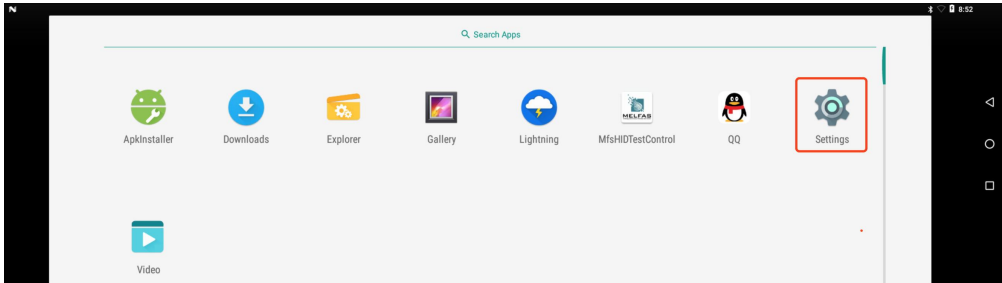 N
8:52
Search Apps
ApkInstaller
Downloads
Explorer
Gallery
Lightning
MELFAS
MfsHIDTestControl
QQ
Settings
Video